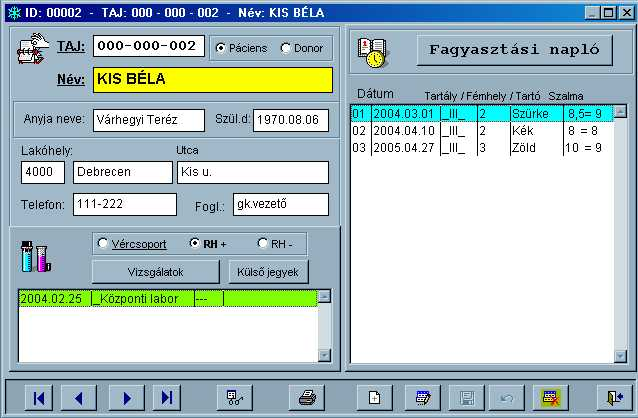 ID: 00002 - TAJ: 000 - 000 - 002 - Név: KIS BÉLA
TAJ: 000-000-002 Páciens Donor
Név: KIS BÉLA
Anyja neve: Várhegyi Teréz Szül.d: 1970.08.06
Lakóhely: Utca
4000 Debrecen Kis u.
Telefon: 111-222 Fogl.: gk.vezető
Vércsoport RH + RH -
Vizsgálatok Külső jegyek
2004.02.25 _Központi labor ---
Fagyasztási napló
Dátum Tartály / Fémhely / Tartó Szalma
01 2004.03.01 _III_ 2 Szürke 8,5= 9
02 2004.04.10 _III_ 2 Kék 8 = 8
03 2005.04.27 _III_ 3 Zöld 10 = 9